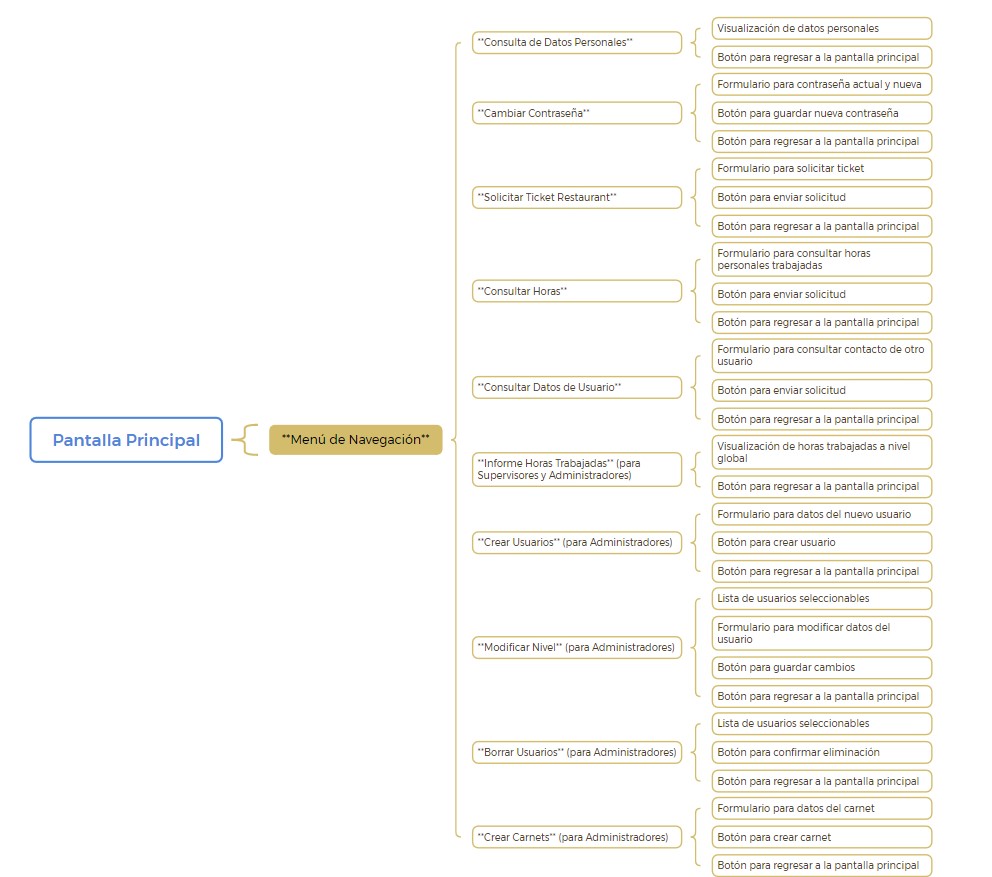 Pantalla Principal
**Menú de Navegación**
**Consulta de Datos Personales**
Visualización de datos personales
Botón para regresar a la pantalla principal
**Cambiar Contraseña**
Formulario para contraseña actual y nueva
Botón para guardar nueva contraseña
Botón para regresar a la pantalla principal
**Solicitar Ticket Restaurant**
Formulario para solicitar ticket
Botón para enviar solicitud
Botón para regresar a la pantalla principal
**Consultar Horas**
Formulario para consultar horas
personales trabajadas
Botón para enviar solicitud
Botón para regresar a la pantalla principal
**Consultar Datos de Usuario**
Formulario para consultar contacto de otro
usuario
Botón para enviar solicitud
Botón para regresar a la pantalla principal
**Informe Horas Trabajadas** (para
Supervisores y Administradores)
Visualización de horas trabajadas a nivel
global
Botón para regresar a la pantalla principal
**Crear Usuarios** (para Administradores)
Formulario para datos del nuevo usuario
Botón para crear usuario
Botón para regresar a la pantalla principal
**Modificar Nivel** (para Administradores)
Lista de usuarios seleccionables
Formulario para modificar datos del
usuario
Botón para guardar cambios
Botón para regresar a la pantalla principal
**Borrar Usuarios** (para Administradores)
Lista de usuarios seleccionables
Botón para confirmar eliminación
Botón para regresar a la pantalla principal
**Crear Carnets** (para Administradores)
Formulario para datos del carnet
Botón para crear carnet
Botón para regresar a la pantalla principal